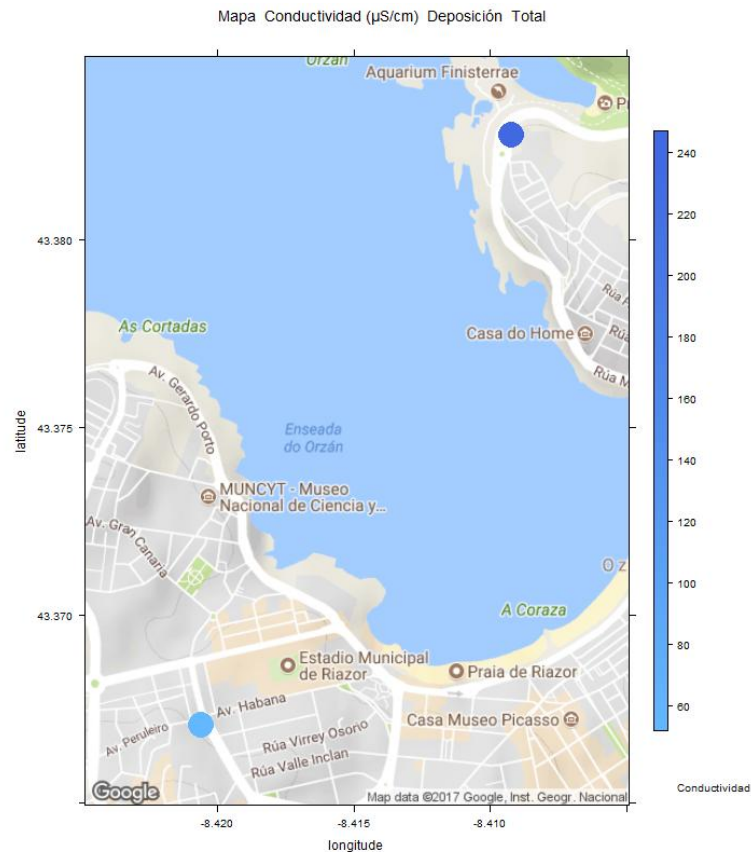 Mapa Conductividad (µS/cm) Deposición Total
Orzán
Aquarium Finisterrae
43.380
As Cortadas
Casa do Home
Rúa
Rúa M
Av. Gerardo Porto
43.375
Enseada
do Orzán
MUNCYT - Museo
Nacional de Ciencia y...
Av. Gran Canaria
43.370
A Coraza
Estadio Municipal
de Riazor
Praia de Riazor
Av. Habana
Casa Museo Picasso
Av. Peruleiro
Rúa Virrey Osorio
Rúa Valle Inclan
Google
Map data ©2017 Google, Inst. Geogr. Nacional
-8.420
-8.415
-8.410
longitude
latitude
240
220
200
180
160
140
120
100
80
60
Conductividad